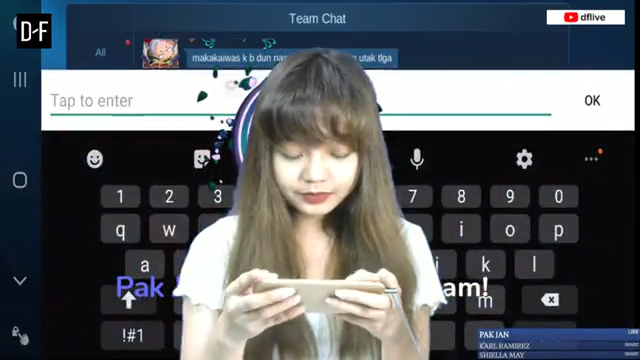 D-F
Team Chat
dflive
All
makakaiwas k b dun utak tlga
Tap to enter
OK
1 2 3 7 8 9 0
q w i o p
a k l
Pak am!
m
!#1
PAK JAN
KARL RAMIREZ
SHIELLA MAY